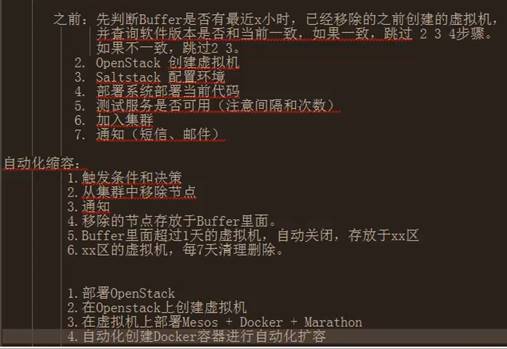 之前：先判断Buffer是否有最近x小时，已经移除的之前创建的虚拟机，
并查询软件版本是否和当前一致，如果一致，跳过 2 3 4步骤。
如果不一致，跳过2 3。
2. OpenStack 创建虚拟机
3. Saltstack 配置环境
4. 部署系统部署当前代码
5. 测试服务是否可用（注意间隔和次数）
6. 加入集群
7. 通知（短信、邮件）
自动化缩容：
1.触发条件和决策
2.从集群中移除节点
3.通知
4.移除的节点存放于Buffer里面。
5.Buffer里面超过1天的虚拟机，自动关闭，存放于xx区
6.xx区的虚拟机，每7天清理删除。
1.部署OpenStack
2.在Openstack上创建虚拟机
3.在虚拟机上部署Mesos + Docker + Marathon
4.自动化创建Docker容器进行自动化扩容